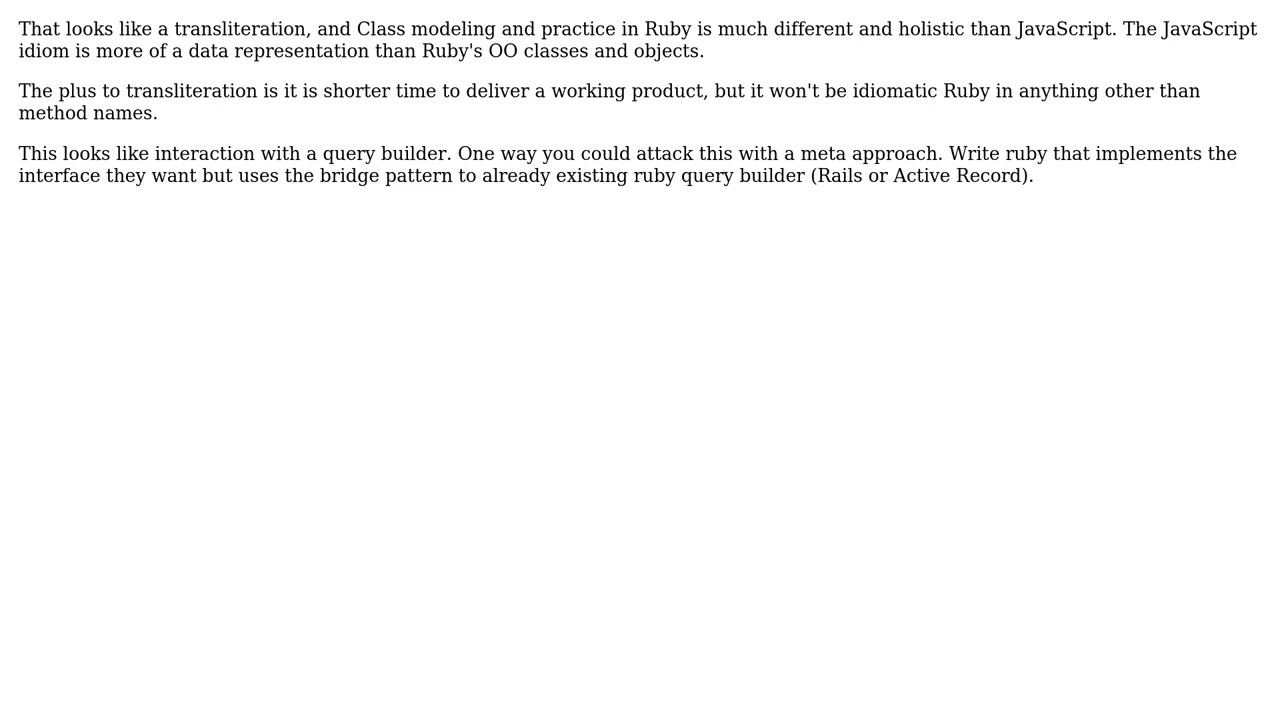 That looks like a transliteration, and Class modeling and practice in Ruby is much different and holistic than JavaScript. The JavaScript
idiom is more of a data representation than Ruby's OO classes and objects.
The plus to transliteration is it is shorter time to deliver a working product, but it won't be idiomatic Ruby in anything other than
method names.
This looks like interaction with a query builder. One way you could attack this with a meta approach. Write ruby that implements the
interface they want but uses the bridge pattern to already existing ruby query builder (Rails or Active Record).